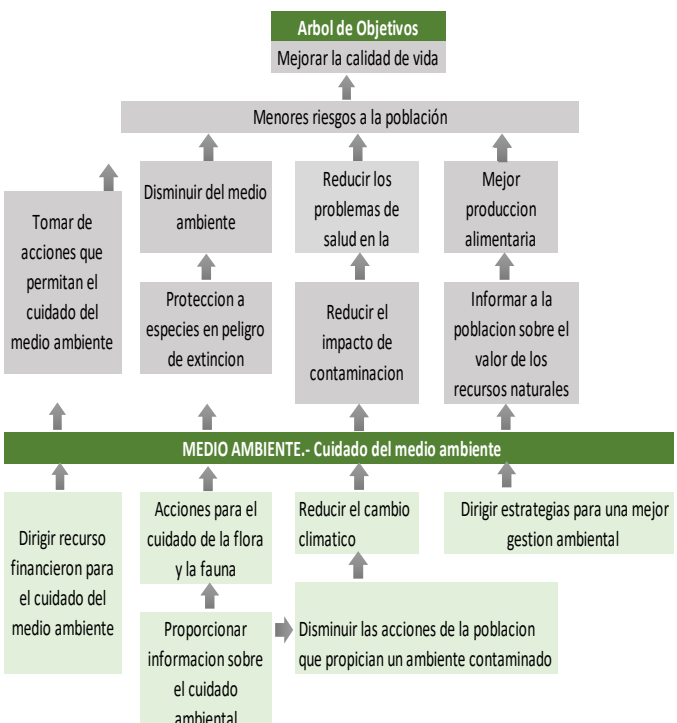 Arbol de Objetivos
Mejorar la calidad de vida
Menores riesgos a la población
Tomar de
acciones que
permitan el
cuidado del
medio ambiente
Disminuir del medio
ambiente
Reducir los
problemas de
salud en la
Mejor
produccion
alimentaria
Proteccion a
especies en peligro
de extincion
Reducir el
impacto de
contaminacion
Informar a la
poblacion sobre el
valor de los
recursos naturales
MEDIO AMBIENTE.- Cuidado del medio ambiente
Dirigir recurso
financieron para
el cuidado del
medio ambiente
Acciones para el
cuidado de la flora
y la fauna
Reducir el cambio
climatico
Dirigir estrategias para una mejor
gestion ambiental
Proporcionar
informacion sobre
el cuidado
ambiental
Disminuir las acciones de la poblacion
que propician un ambiente contaminado